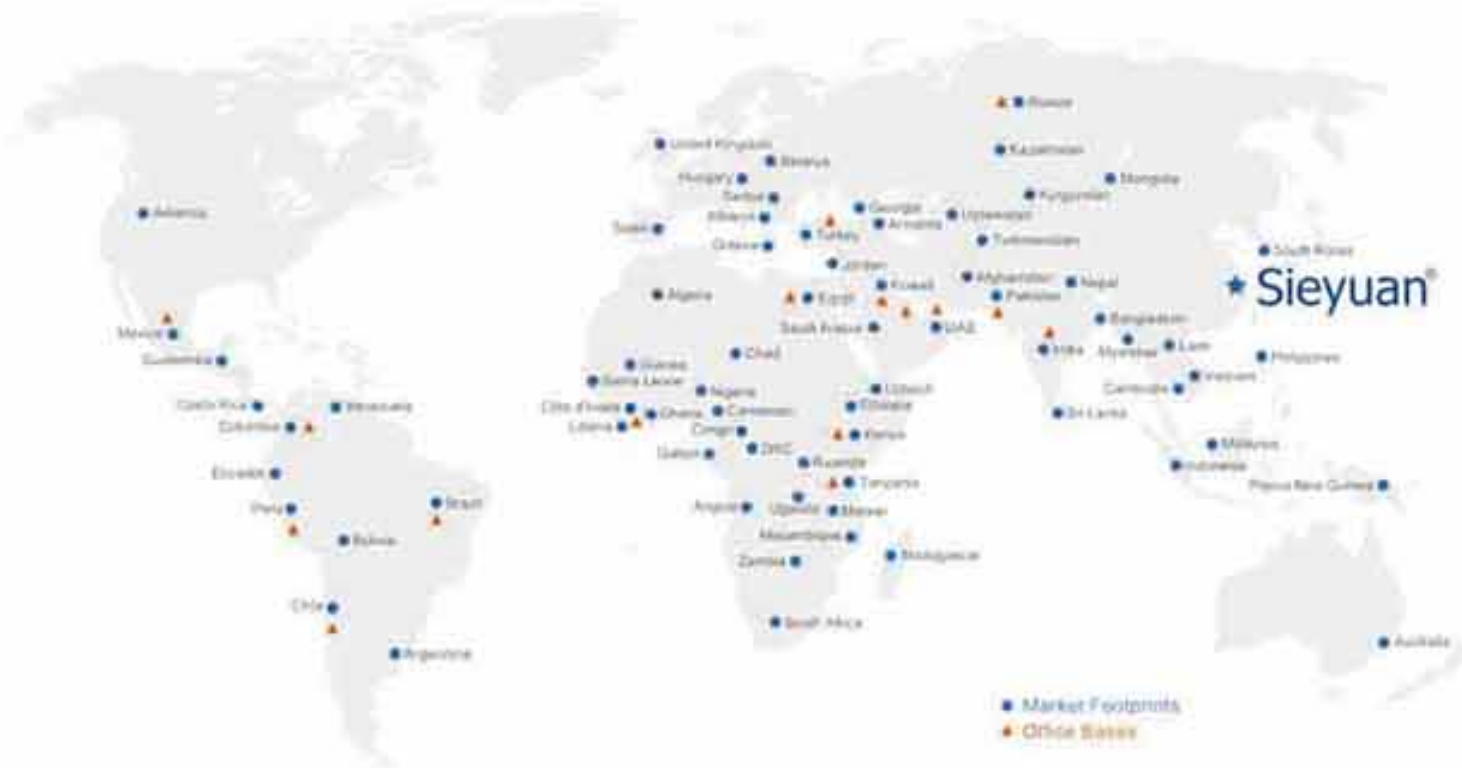 Russia
United Kingdom
Belarus
Kazakhstan
Hungary
Mongolia
Serbia
Kyrgyzstan
America
Georgia
Albania
Uzbekistan
Armenia
Spain
Turkey
Greece
Turkmenistan
South Korea
Jordan
Afghanistan
Nepal
Kuwait
Sieyuan®
Algeria
Egypt
Pakistan
Bangladesh
Saudi Arabia
UAE
Mexico
India
Myanmar
Laos
Chad
Philippines
Guatemala
Guinea
Vietnam
Sierra Leone
Nigeria
Djibouti
Cambodia
Costa Rica
Venezuela
Côte d'Ivoire
Ghana
Cameroon
Ethiopia
Sri Lanka
Colombia
Liberia
Congo
Kenya
Malaysia
Gabon
DRC
Rwanda
Indonesia
Ecuador
Tanzania
Papua New Guinea
Brazil
Peru
Angola
Uganda
Malawi
Bolivia
Mozambique
Madagascar
Zambia
Chile
South Africa
Australia
Argentina
Market Footprints
Office Bases